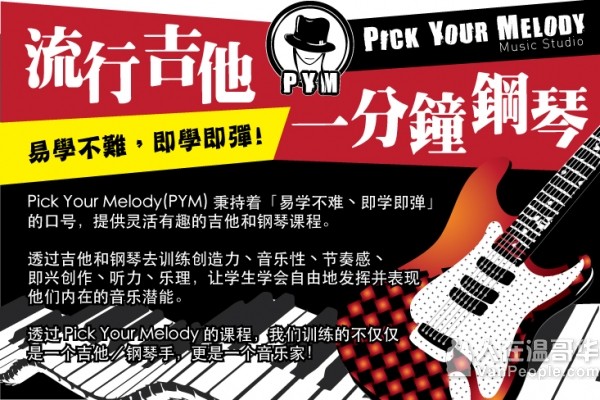 PYM
PICK YOUR MELODY
Music Studio
流行吉他
一分鐘鋼琴
易學不難，即學即彈!
Pick Your Melody(PYM) 秉持着「易学不难、即学即弹」
的口号，提供灵活有趣的吉他和钢琴课程。
透过吉他和钢琴去训练创造力、音乐性、节奏感、
即兴创作、听力、乐理，让学生学会自由地发挥并表现
他们内在的音乐潜能。
透过 Pick Your Melody 的课程，我们训练的不仅仅
是一个吉他／钢琴手，更是一个音乐家！
人在温哥华
VanPeople.com